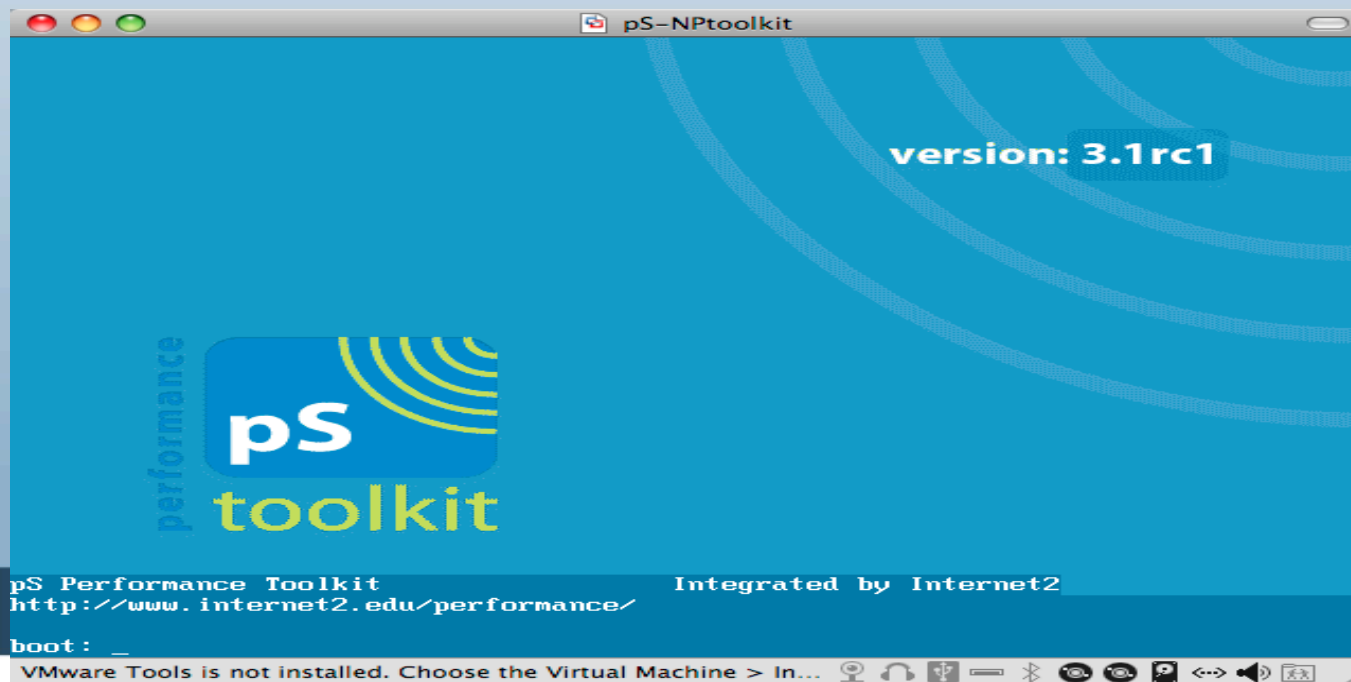 pS-NPtoolkit
version: 3.1rc1
performance
pS
toolkit
pS Performance Toolkit Integrated by Internet2
http://www.internet2.edu/performance/
boot: _
VMware Tools is not installed. Choose the Virtual Machine > In...